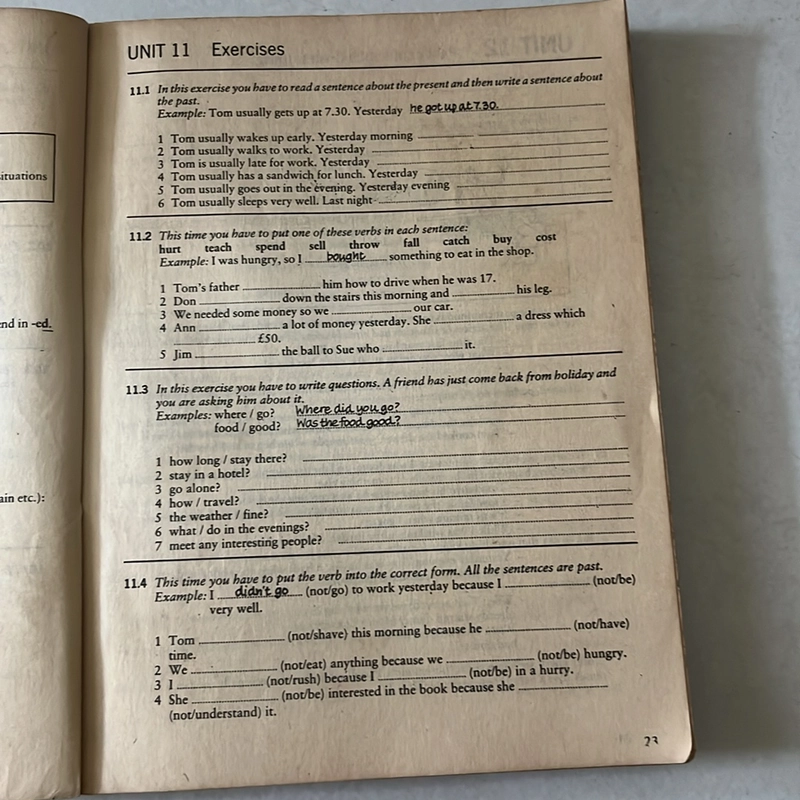 ituations
nd in -ed.
ain etc.):
UNIT 11 Exercises
11.1 In this exercise you have to read a sentence about the present and then write a sentence about
the past.
Example: Tom usually gets up at 7.30. Yesterday he got up at 7.30.
1 Tom usually wakes up early. Yesterday morning
2 Tom usually walks to work. Yesterday
3 Tom is usually late for work. Yesterday
4 Tom usually has a sandwich for lunch. Yesterday
5 Tom usually goes out in the evening. Yesterday evening
6 Tom usually sleeps very well. Last night
11.2 This time you have to put one of these verbs in each sentence:
hurt teach spend sell throw fall catch buy cost
Example: I was hungry, so I bought something to eat in the shop.
1 Tom's father him how to drive when he was 17.
2 Don down the stairs this morning and his leg.
3 We needed some money so we our car.
4 Ann a lot of money yesterday. She a dress which
£50.
5 Jim the ball to Sue who it.
11.3 In this exercise you have to write questions. A friend has just come back from holiday and
you are asking him about it.
Examples: where / go? Where did you go?
food / good? Was the food good?
1 how long / stay there?
2 stay in a hotel?
3 go alone?
4 how / travel?
5 the weather / fine?
6 what / do in the evenings?
7 meet any interesting people?
11.4 This time you have to put the verb into the correct form. All the sentences are past.
Example: I didn't go (not/go) to work yesterday because I (not/be)
very well.
1 Tom (not/shave) this morning because he (not/have)
time.
2 We (not/eat) anything because we (not/be) hungry.
3 I (not/rush) because I (not/be) in a hurry.
4 She (not/be) interested in the book because she
(not/understand) it.
23